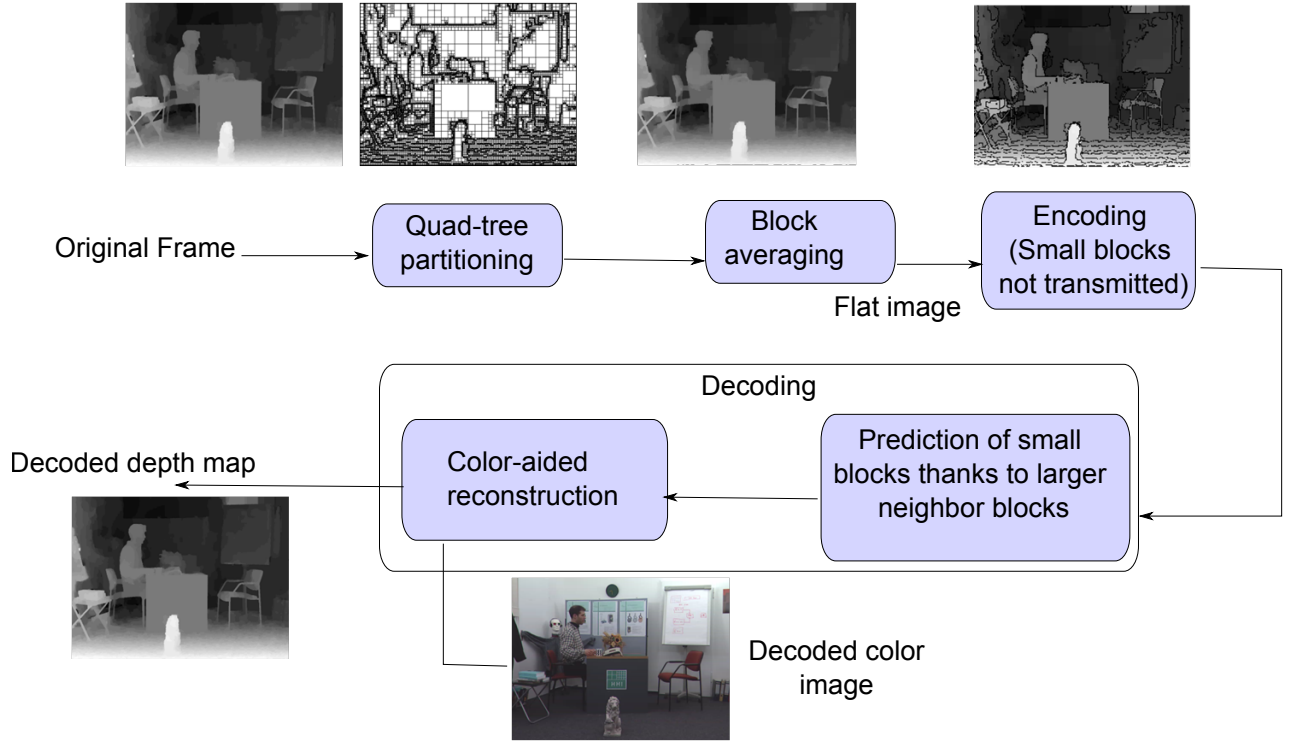 Original Frame
Quad-tree
partitioning
Block
averaging
Flat image
Encoding
(Small blocks
not transmitted)
Decoding
Prediction of small
blocks thanks to larger
neighbor blocks
Color-aided
reconstruction
Decoded depth map
Decoded color
image